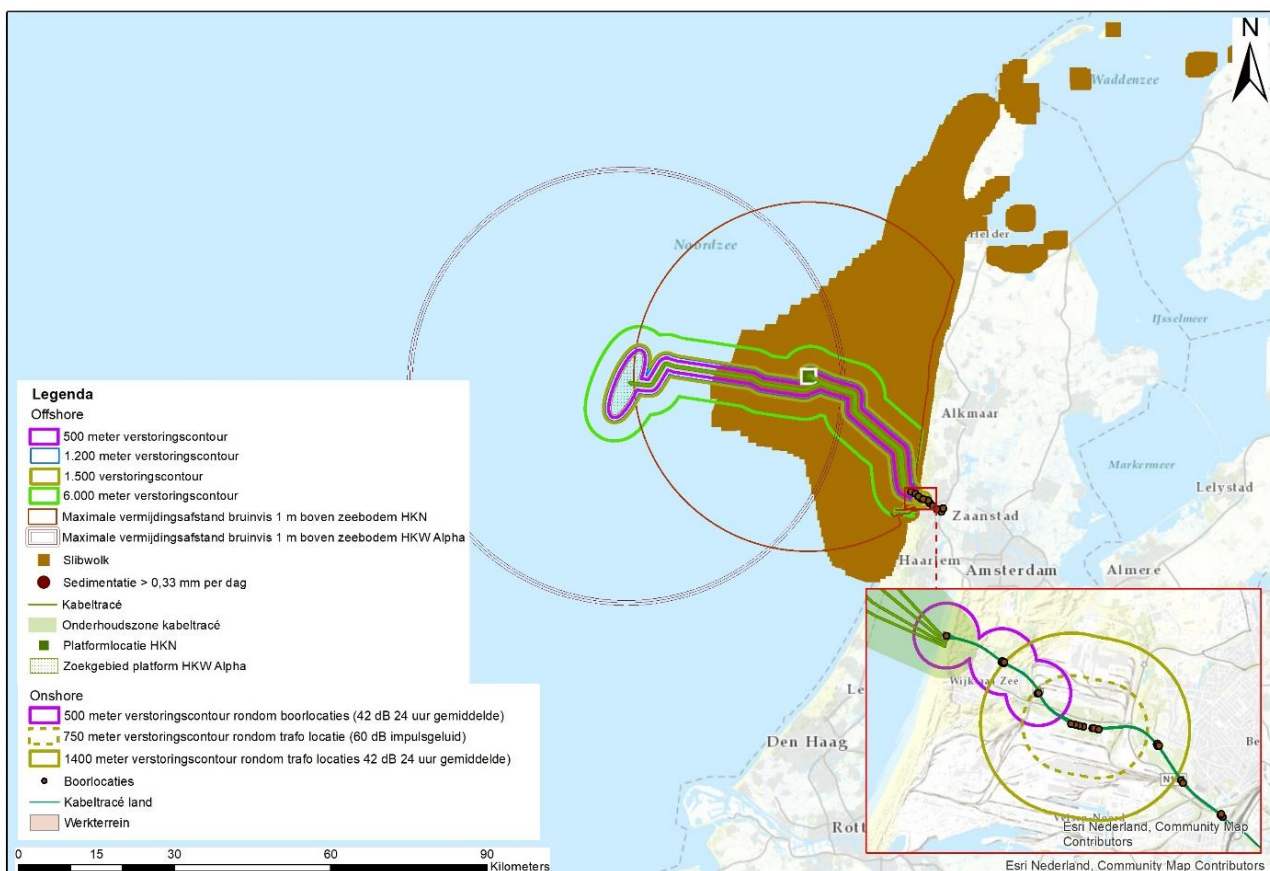 N
Waddenzee
Helder
Noordzee
IJsselmeer
Alkmaar
Markermeer
Lelystad
Zaanstad
Haarlem
Amsterdam
Almere
Den Haag
Legenda
Offshore
500 meter verstoringscontour
1.200 meter verstoringscontour
1.500 verstoringscontour
6.000 meter verstoringscontour
Maximale vermijdingsafstand bruinvis 1 m boven zeebodem HKN
Maximale vermijdingsafstand bruinvis 1 m boven zeebodem HKW Alpha
Slibwolk
Sedimentatie > 0,33 mm per dag
Kabeltracé
Onderhoudszone kabeltracé
Platformlocatie HKN
Zoekgebied platform HKW Alpha
Onshore
500 meter verstoringscontour rondom boorlocaties (42 dB 24 uur gemiddelde)
750 meter verstoringscontour rondom trafo locatie (60 dB impulsgeluid)
1400 meter verstoringscontour rondom trafo locaties 42 dB 24 uur gemiddelde)
Boorlocaties
Kabeltracé land
Werkterrein
0 15 30 60 90
Kilometers
Rott
Wijk aan Zee
Be
Velsen-Noord
Esri Nederland, Community Map
Contributors
Esri Nederland, Community Map Contributors